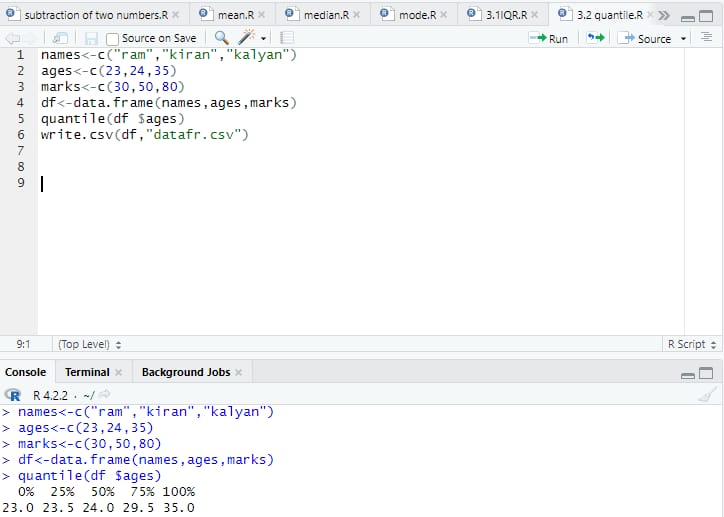 subtraction of two numbers.R × mean.R × median.R × mode.R × 3.1IQR.R × 3.2 quantile.R ×
Source on Save Run Source
1 names<-c("ram","kiran","kalyan")
2 ages<-c(23,24,35)
3 marks<-c(30,50,80)
4 df<-data.frame(names,ages,marks)
5 quantile(df $ages)
6 write.csv(df,"datafr.csv")
7
8
9
9:1 (Top Level) R Script
Console Terminal × Background Jobs ×
R R 4.2.2 · ~/
> names<-c("ram","kiran","kalyan")
> ages<-c(23,24,35)
> marks<-c(30,50,80)
> df<-data.frame(names,ages,marks)
> quantile(df $ages)
0% 25% 50% 75% 100%
23.0 23.5 24.0 29.5 35.0